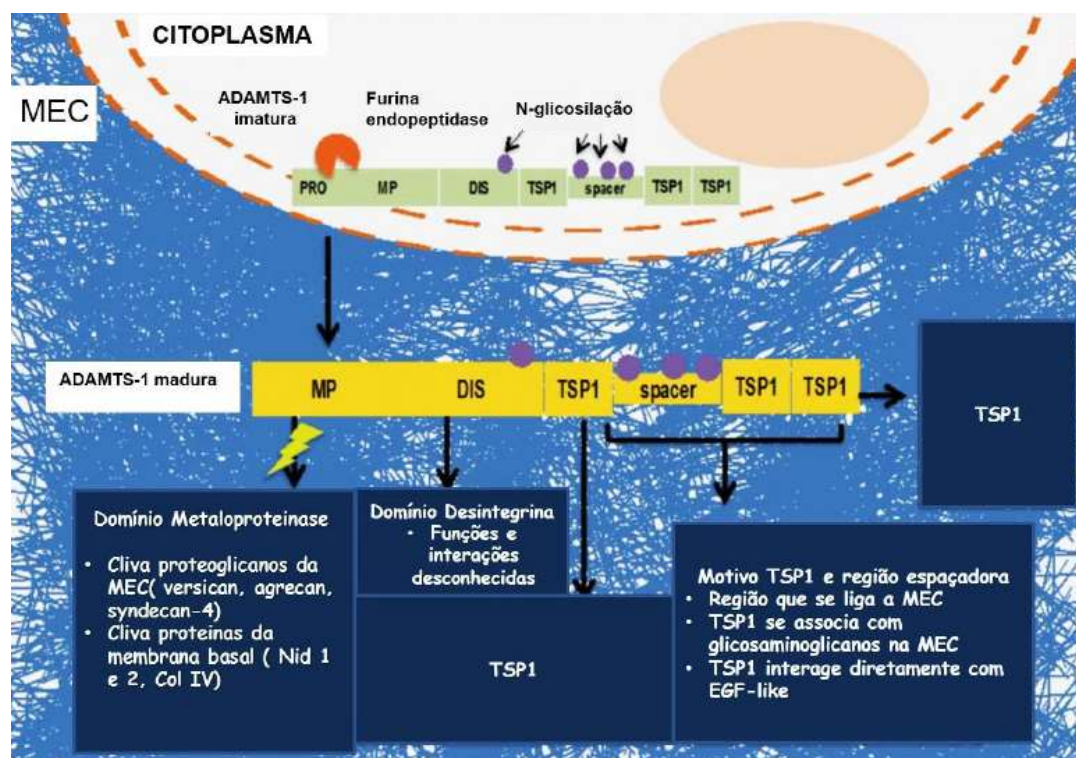 CITOPLASMA
MEC
ADAMTS-1
imatura
Furina
endopeptidase
N-glicosilação
PRO
MP
DIS
TSP1
spacer
TSP1
TSP1
ADAMTS-1 madura
MP
DIS
TSP1
spacer
TSP1
TSP1
TSP1
Domínio Metaloproteinase
• Cliva proteoglicanos da
MEC( versican, agrecan,
syndecan-4)
• Cliva proteinas da
membrana basal ( Nid 1
e 2, Col IV)
Domínio Desintegrina
• Funções e
interações
desconhecidas
TSP1
Motivo TSP1 e região espaçadora
• Região que se liga a MEC
• TSP1 se associa com
glicosaminoglicanos na MEC
• TSP1 interage diretamente com
EGF-like